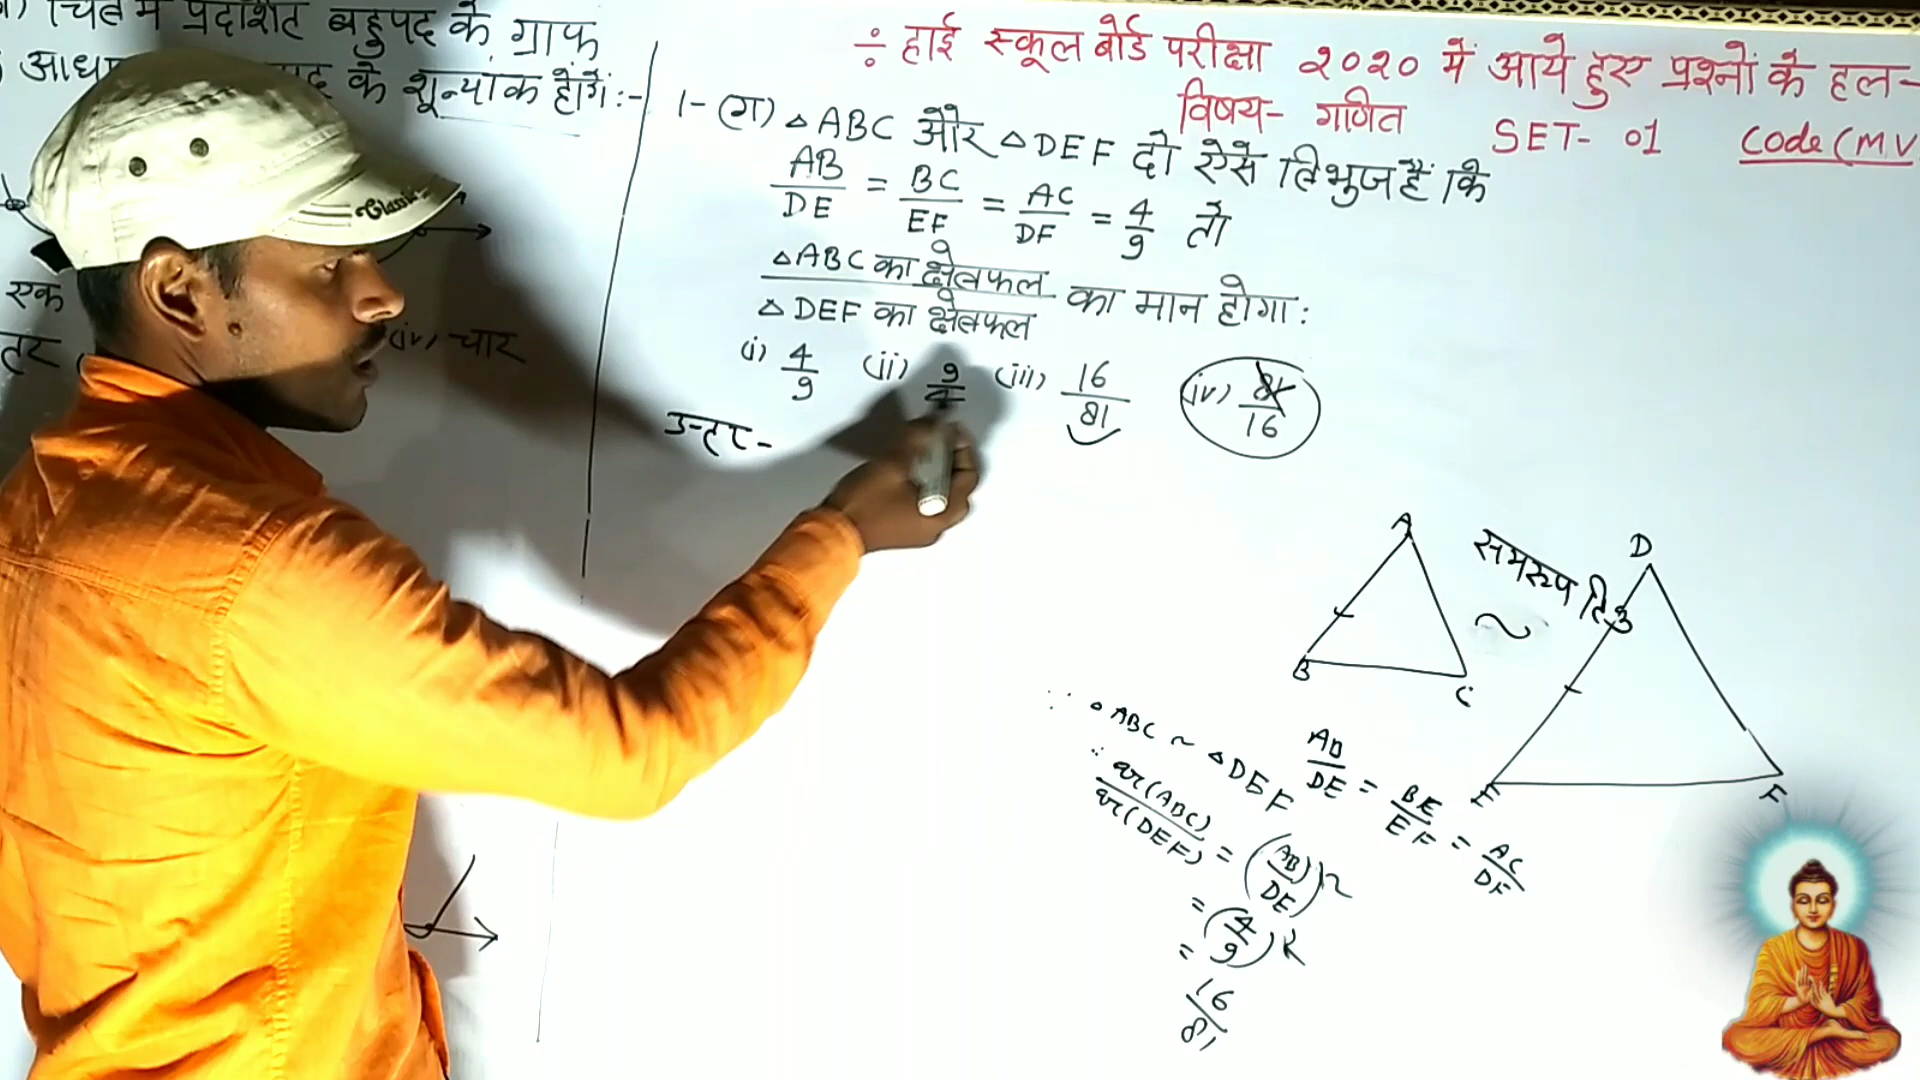 चित्र में प्रदर्शित बहुपद के ग्राफ
के शून्यांक होंगे:-
एक
(iv) चार
Classic
÷ हाई स्कूल बोर्ड परीक्षा २०२० में आये हुए प्रश्नों के हल-
विषय- गणित SET- 01 Code (MV
1- (ग) △ABC और △DEF दो ऐसे त्रिभुज हैं कि
AB/DE = BC/EF = AC/DF = 4/9 तो
△ABC का क्षेत्रफल / △DEF का क्षेत्रफल का मान होगा:
(i) 4/9 (ii) 9/4 (iii) 16/81 (iv) 81/16
उत्तर-
A
B
C
समरूप त्रि
~
D
E
F
∵ △ABC ~ △DEF
AB/DE = BE/EF = AC/DF
∴ ar(ABC)/ar(DEF) = (AB/DE)²
= (4/9)²
= 16/81